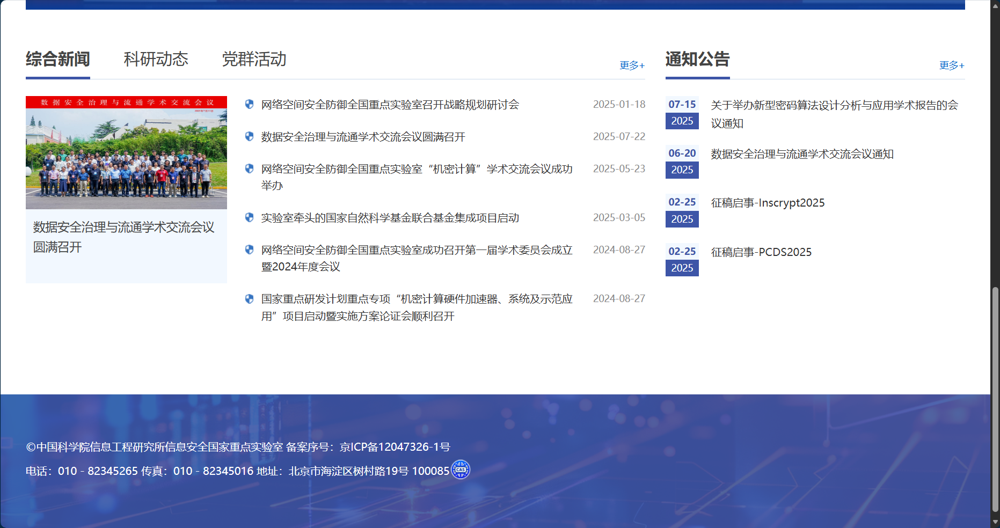 综合新闻
科研动态
党群活动
更多+
数据安全治理与流通学术交流会议
数据安全治理与流通学术交流会议
圆满召开
网络空间安全防御全国重点实验室召开战略规划研讨会
2025-01-18
数据安全治理与流通学术交流会议圆满召开
2025-07-22
网络空间安全防御全国重点实验室“机密计算”学术交流会议成功
举办
2025-05-23
实验室牵头的国家自然科学基金联合基金集成项目启动
2025-03-05
网络空间安全防御全国重点实验室成功召开第一届学术委员会成立
暨2024年度会议
2024-08-27
国家重点研发计划重点专项“机密计算硬件加速器、系统及示范应
用”项目启动暨实施方案论证会顺利召开
2024-08-27
通知公告
更多+
07-15
2025
关于举办新型密码算法设计分析与应用学术报告的会
议通知
06-20
2025
数据安全治理与流通学术交流会议通知
02-25
2025
征稿启事-Inscrypt2025
02-25
2025
征稿启事-PCDS2025
©中国科学院信息工程研究所信息安全国家重点实验室 备案序号：京ICP备12047326-1号
电话：010 - 82345265 传真：010 - 82345016 地址：北京市海淀区树村路19号 100085
CAS